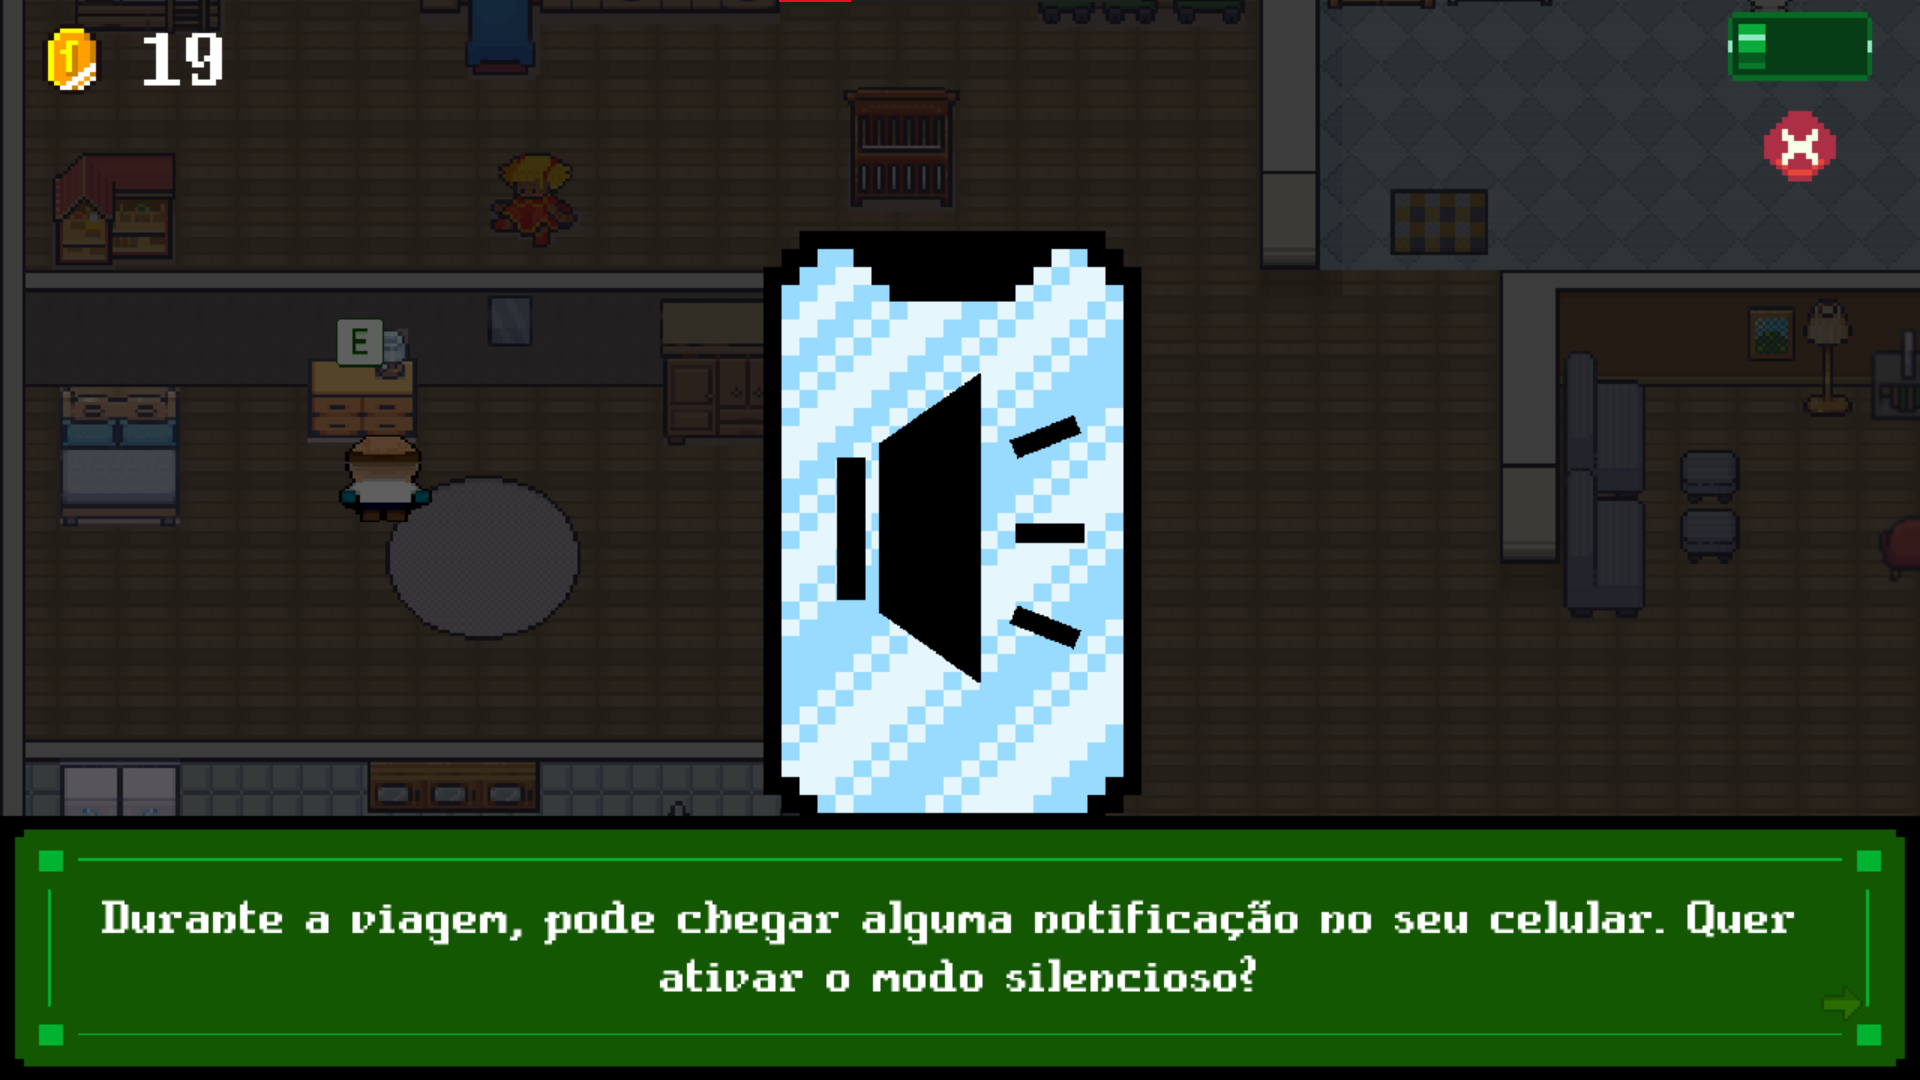 19
E
Durante a viagem, pode chegar alguma notificação no seu celular. Quer
ativar o modo silencioso?